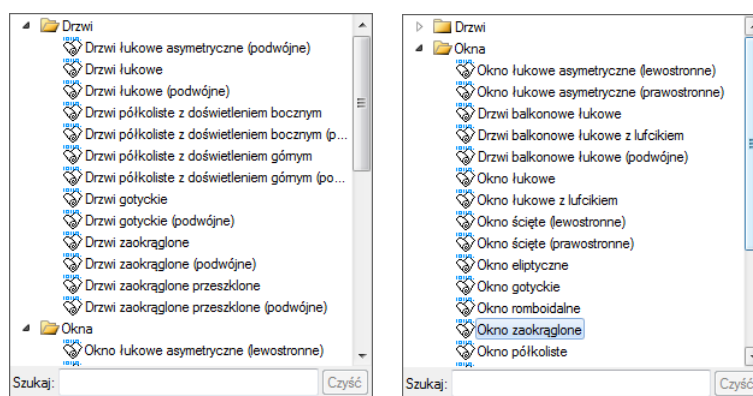 Drzwi
Drzwi łukowe asymetryczne (podwójne)
Drzwi łukowe
Drzwi łukowe (podwójne)
Drzwi półkoliste z doświetleniem bocznym
Drzwi półkoliste z doświetleniem bocznym (p...
Drzwi półkoliste z doświetleniem górnym
Drzwi półkoliste z doświetleniem górnym (po...
Drzwi gotyckie
Drzwi gotyckie (podwójne)
Drzwi zaokrąglone
Drzwi zaokrąglone (podwójne)
Drzwi zaokrąglone przeszklone
Drzwi zaokrąglone przeszklone (podwójne)
Okna
Okno łukowe asymetryczne (lewostronne)
Szukaj:
Czyść
Drzwi
Okna
Okno łukowe asymetryczne (lewostronne)
Okno łukowe asymetryczne (prawostronne)
Drzwi balkonowe łukowe
Drzwi balkonowe łukowe z lufcikiem
Drzwi balkonowe łukowe (podwójne)
Okno łukowe
Okno łukowe z lufcikiem
Okno ścięte (lewostronne)
Okno ścięte (prawostronne)
Okno eliptyczne
Okno gotyckie
Okno romboidalne
Okno zaokrąglone
Okno półkoliste
Szukaj:
Czyść